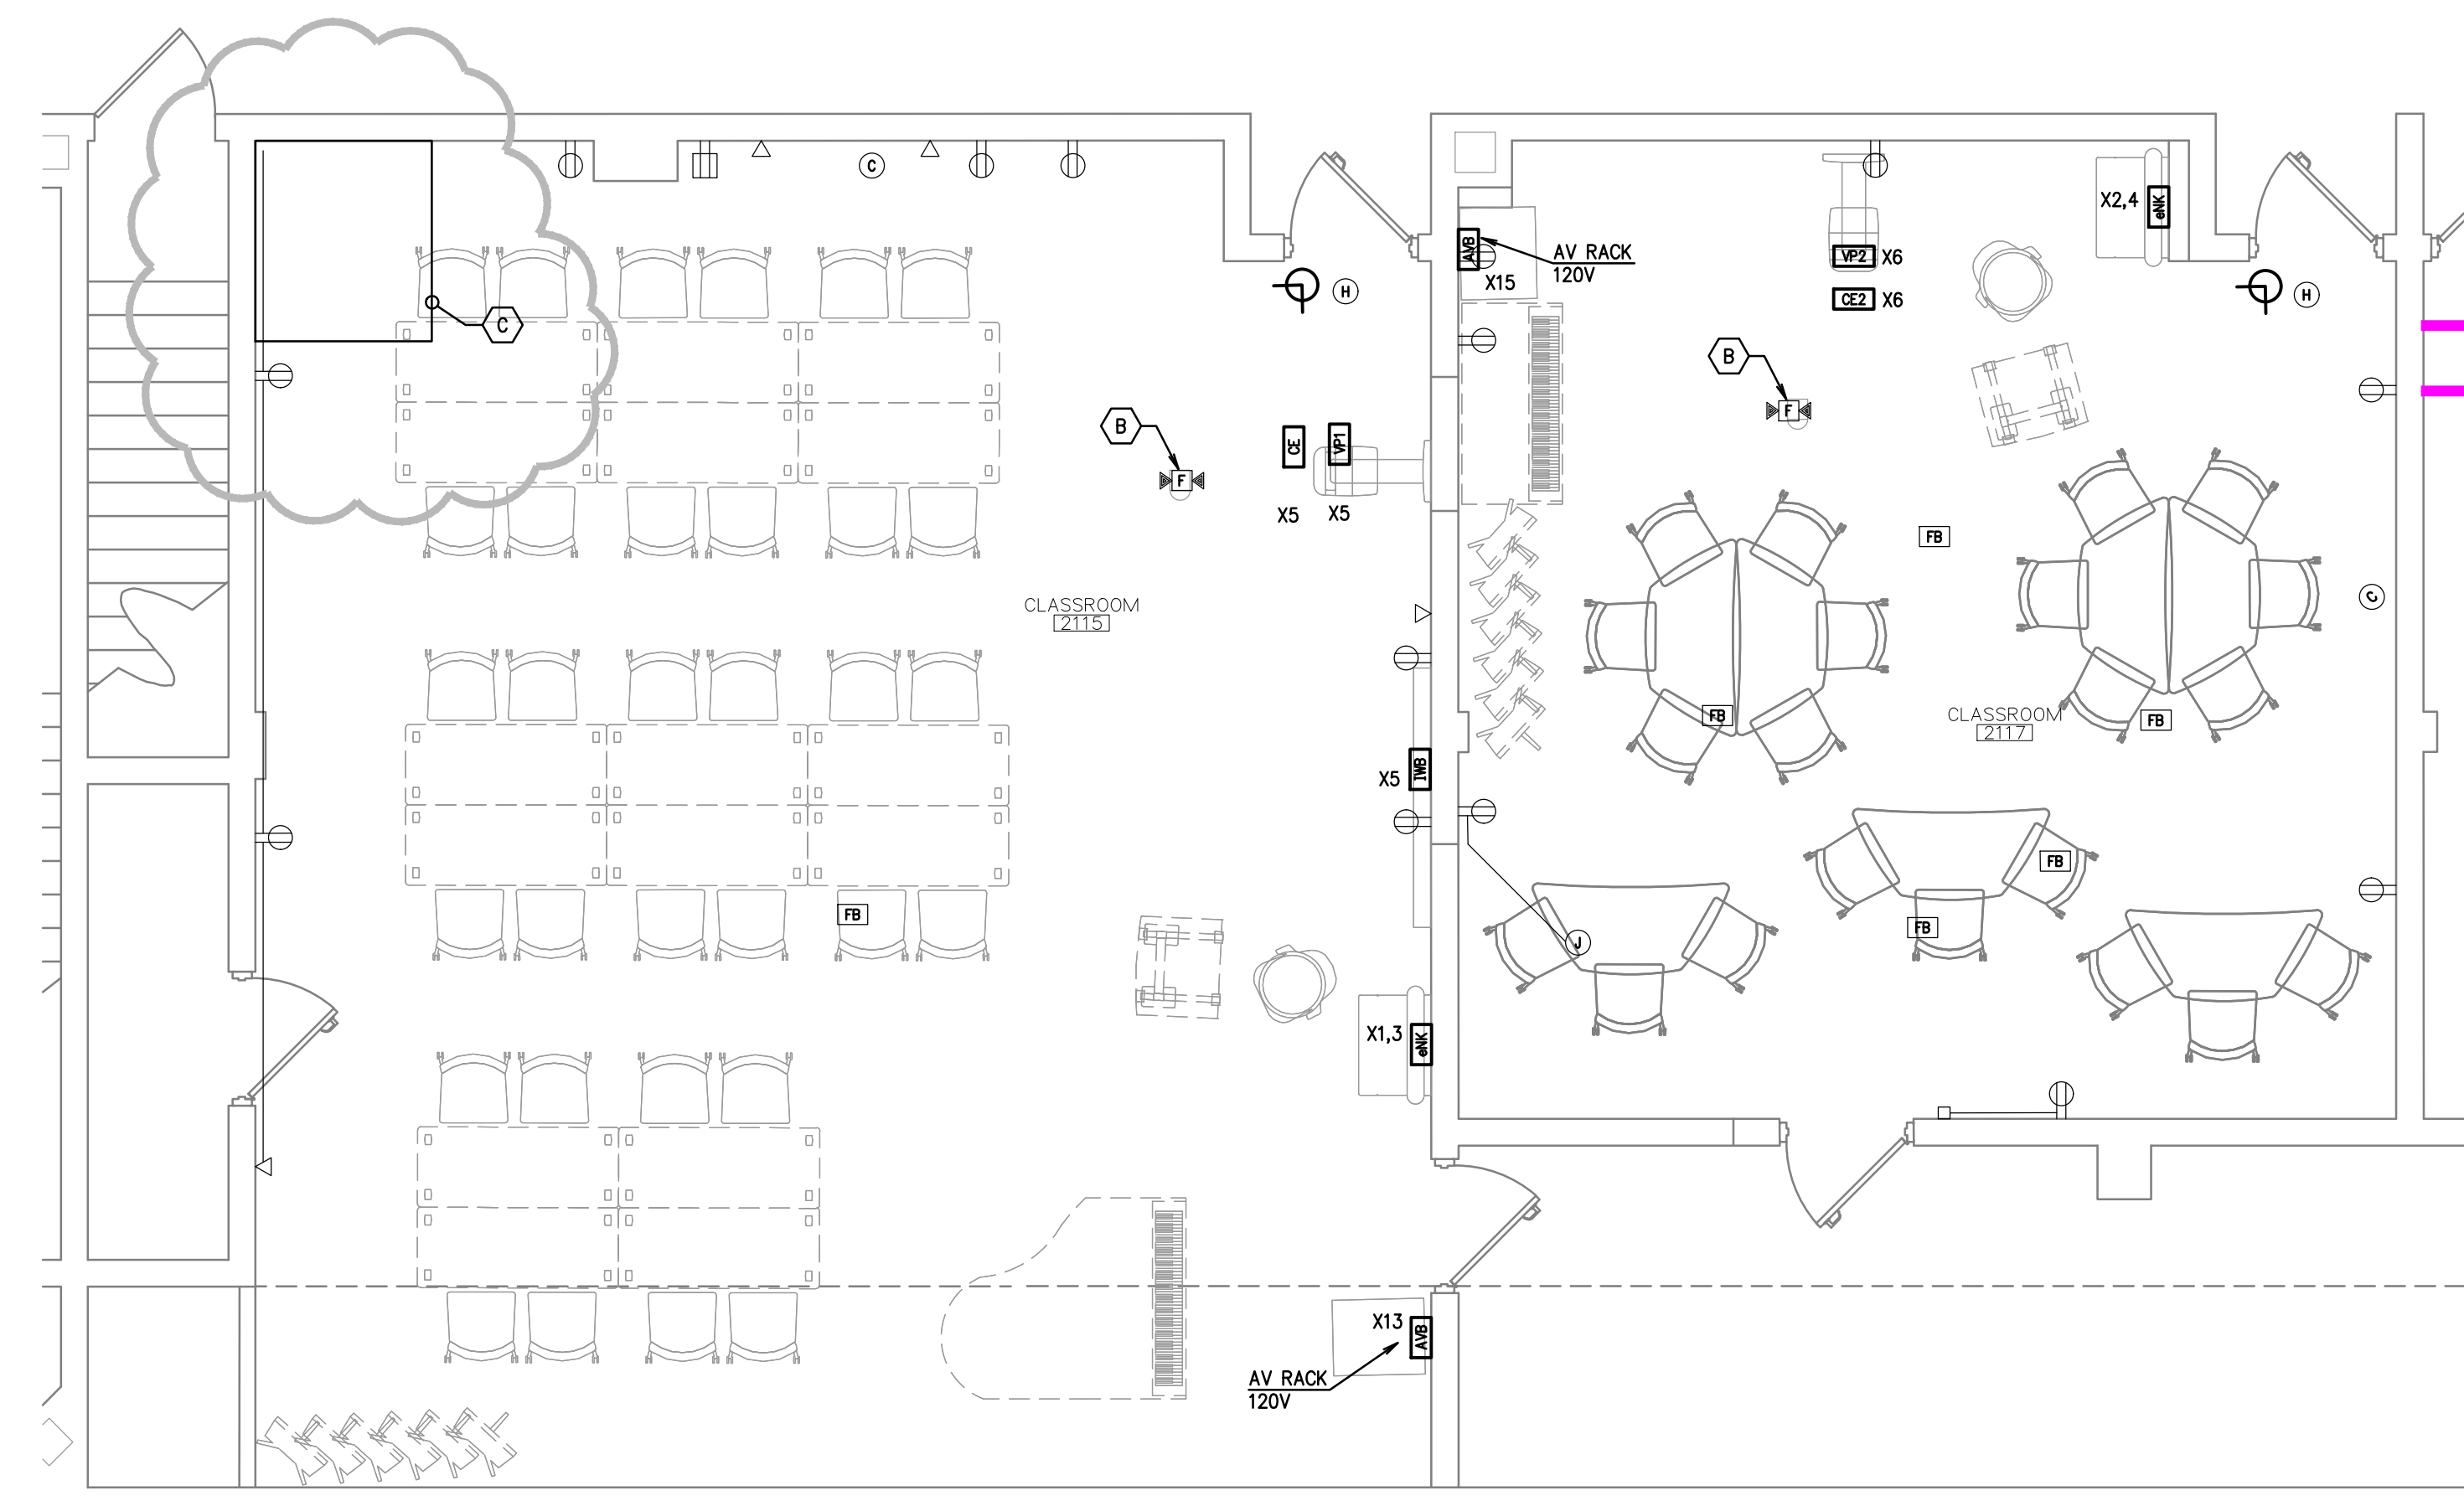 C
C
H
X2,4
eNK
AVB
AV RACK
120V
X15
VP2 X6
CE2 X6
H
C
B
F
B
F
CE
VP1
X5
X5
FB
CLASSROOM
2115
C
FB
FB
CLASSROOM
2117
X5
IWB
FB
FB
FB
J
X1,3
eNK
X13
AVB
AV RACK
120V